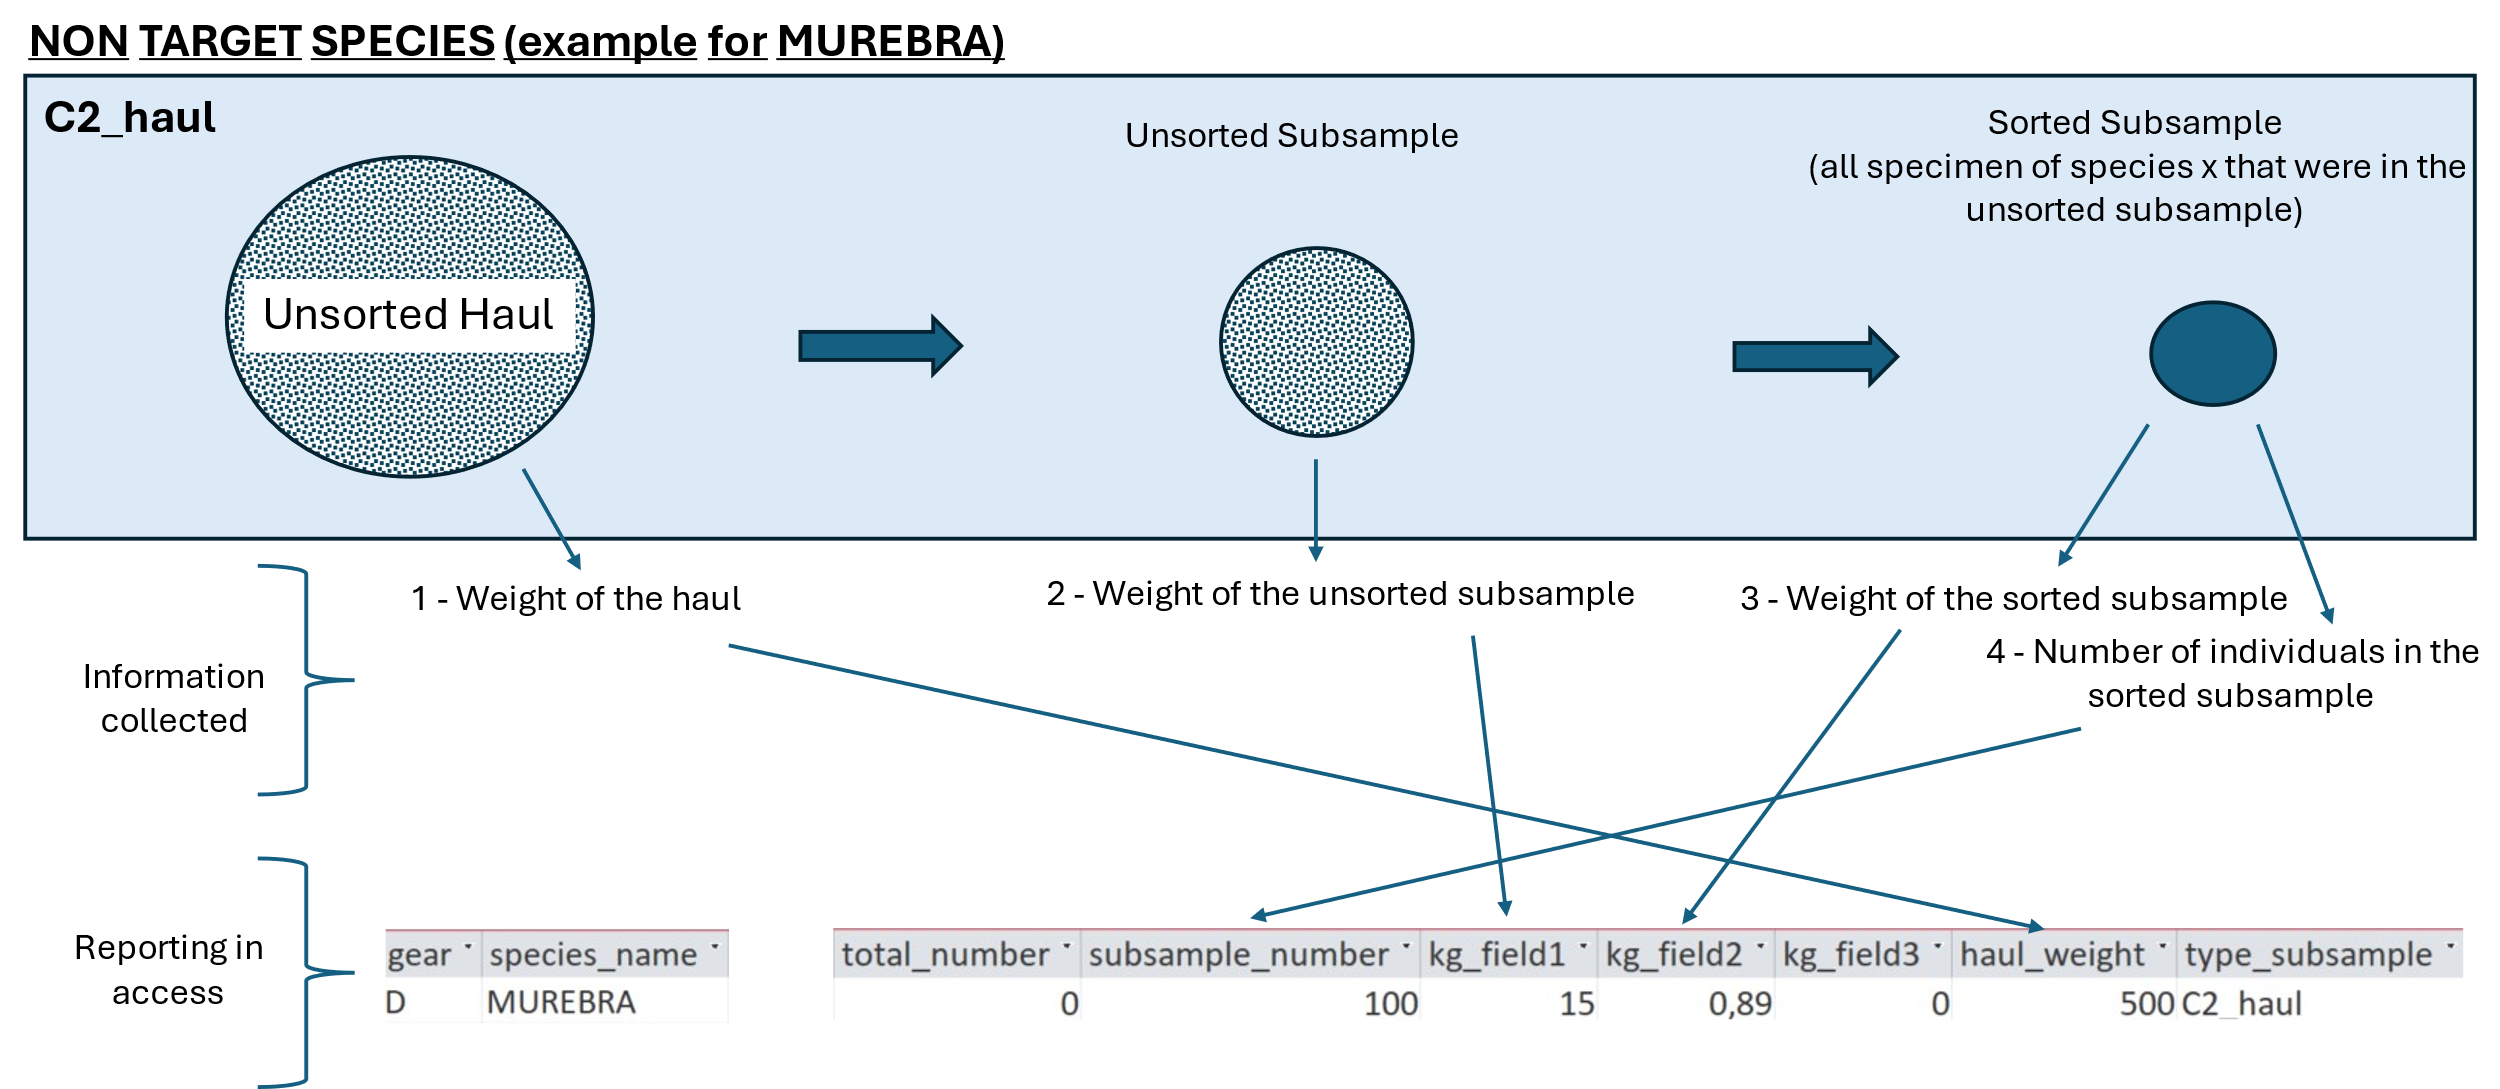 NON TARGET SPECIES (example for MUREBRA)
C2_haul
Unsorted Haul
Unsorted Subsample
Sorted Subsample
(all specimen of species x that were in the
unsorted subsample)
1 - Weight of the haul
2 - Weight of the unsorted subsample
3 - Weight of the sorted subsample
4 - Number of individuals in the
sorted subsample
Information
collected
Reporting in
access
gear species_name total_number subsample_number kg_field1 kg_field2 kg_field3 haul_weight type_subsample
D MUREBRA 0 100 15 0,89 0 500 C2_haul